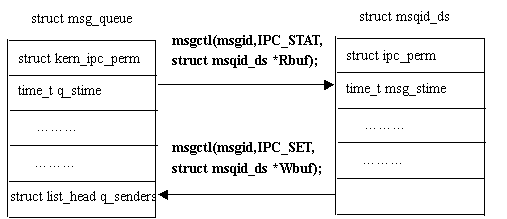 struct msg_queue
struct kern_ipc_perm
time_t q_stime
………
………
struct list_head q_senders
msgctl(msgid,IPC_STAT,
struct msqid_ds *Rbuf);
msgctl(msgid,IPC_SET,
struct msqid_ds *Wbuf);
struct msqid_ds
struct ipc_perm
time_t msg_stime
………
………